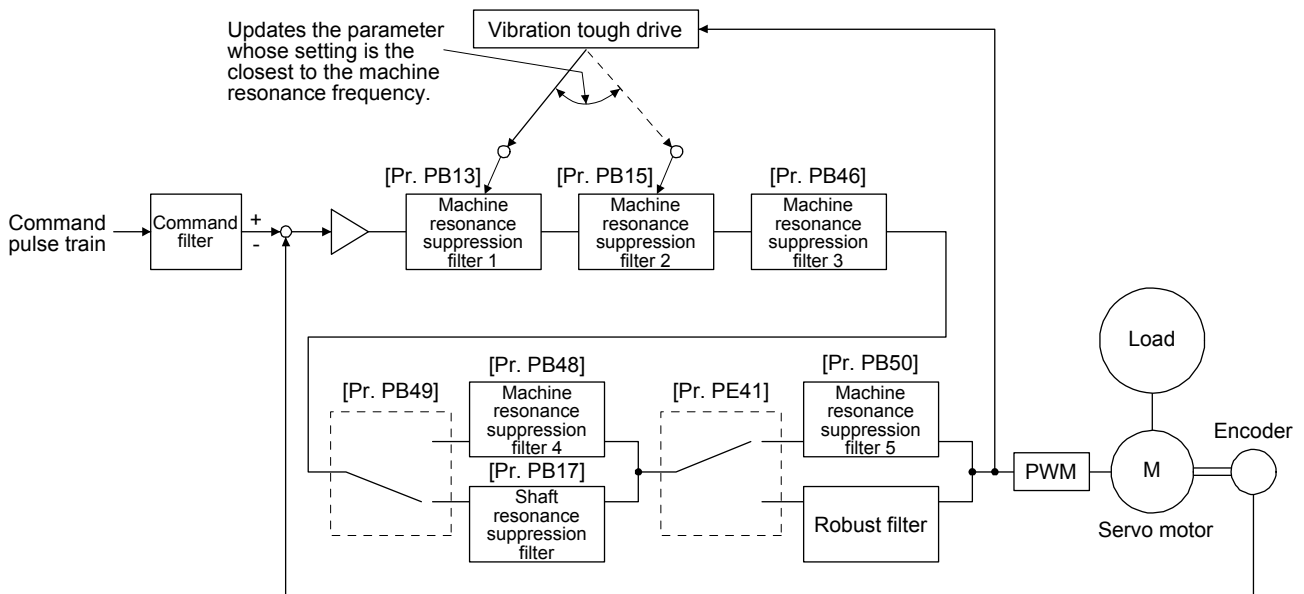 Updates the parameter
whose setting is the
closest to the machine
resonance frequency.
Vibration tough drive
[Pr. PB13]
[Pr. PB15]
[Pr. PB46]
Command
pulse train
Command
filter
+
-
Machine
resonance
suppression
filter 1
Machine
resonance
suppression
filter 2
Machine
resonance
suppression
filter 3
Load
[Pr. PB49]
[Pr. PB48]
Machine
resonance
suppression
filter 4
[Pr. PB17]
Shaft
resonance
suppression
filter
[Pr. PE41]
[Pr. PB50]
Machine
resonance
suppression
filter 5
Robust filter
PWM
M
Servo motor
Encoder